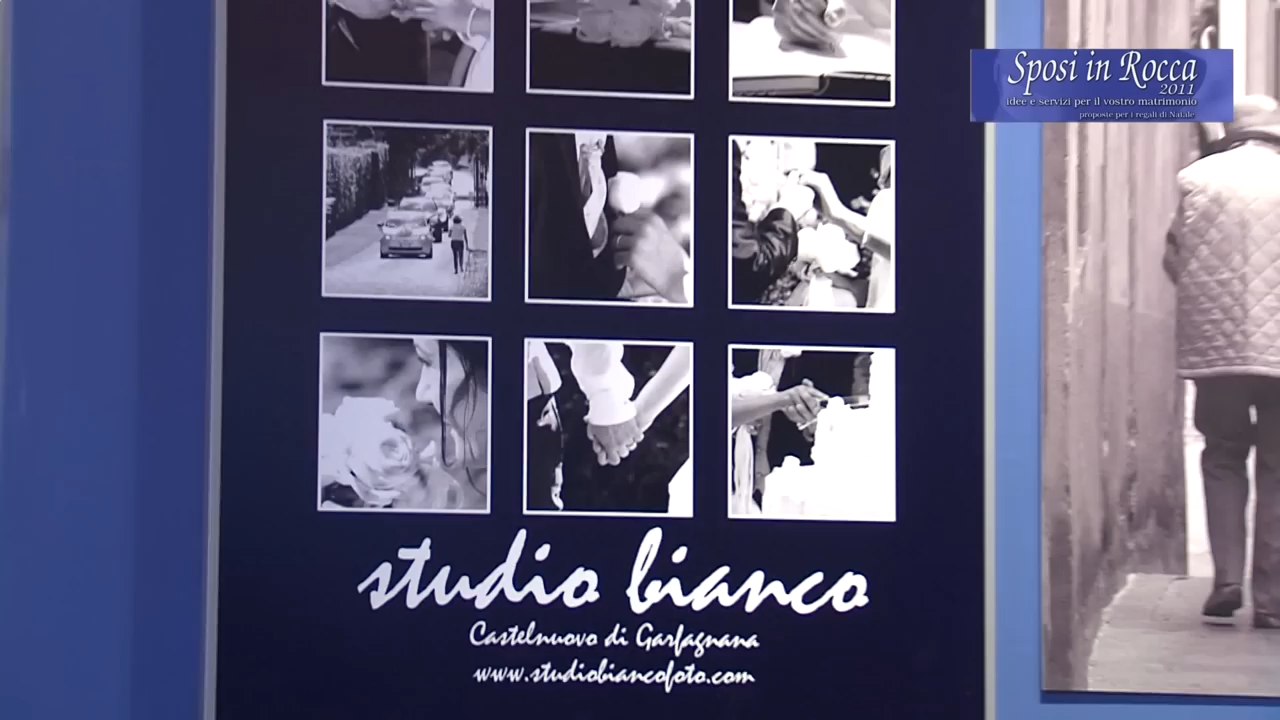 Sposi in Rocca
2011
idee e servizi per il vostro matrimonio
proposte per i regali di Natale
studio bianco
Castelnuovo di Garfagnana
www.studiobiancofoto.com